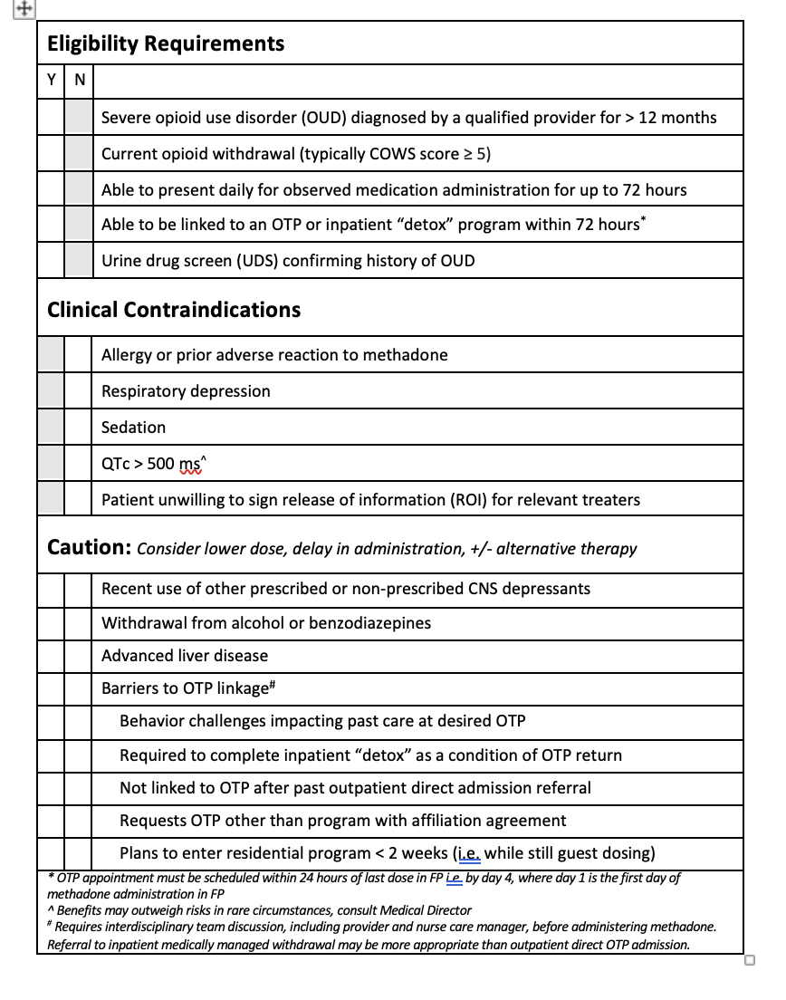 Eligibility Requirements
Y N
Severe opioid use disorder (OUD) diagnosed by a qualified provider for > 12 months
Current opioid withdrawal (typically COWS score ≥ 5)
Able to present daily for observed medication administration for up to 72 hours
Able to be linked to an OTP or inpatient “detox” program within 72 hours*
Urine drug screen (UDS) confirming history of OUD
Clinical Contraindications
Allergy or prior adverse reaction to methadone
Respiratory depression
Sedation
QTc > 500 ms^
Patient unwilling to sign release of information (ROI) for relevant treaters
Caution: Consider lower dose, delay in administration, +/- alternative therapy
Recent use of other prescribed or non-prescribed CNS depressants
Withdrawal from alcohol or benzodiazepines
Advanced liver disease
Barriers to OTP linkage#
Behavior challenges impacting past care at desired OTP
Required to complete inpatient “detox” as a condition of OTP return
Not linked to OTP after past outpatient direct admission referral
Requests OTP other than program with affiliation agreement
Plans to enter residential program < 2 weeks (i.e. while still guest dosing)
* OTP appointment must be scheduled within 24 hours of last dose in FP i.e. by day 4, where day 1 is the first day of
methadone administration in FP
^ Benefits may outweigh risks in rare circumstances, consult Medical Director
# Requires interdisciplinary team discussion, including provider and nurse care manager, before administering methadone.
Referral to inpatient medically managed withdrawal may be more appropriate than outpatient direct OTP admission.